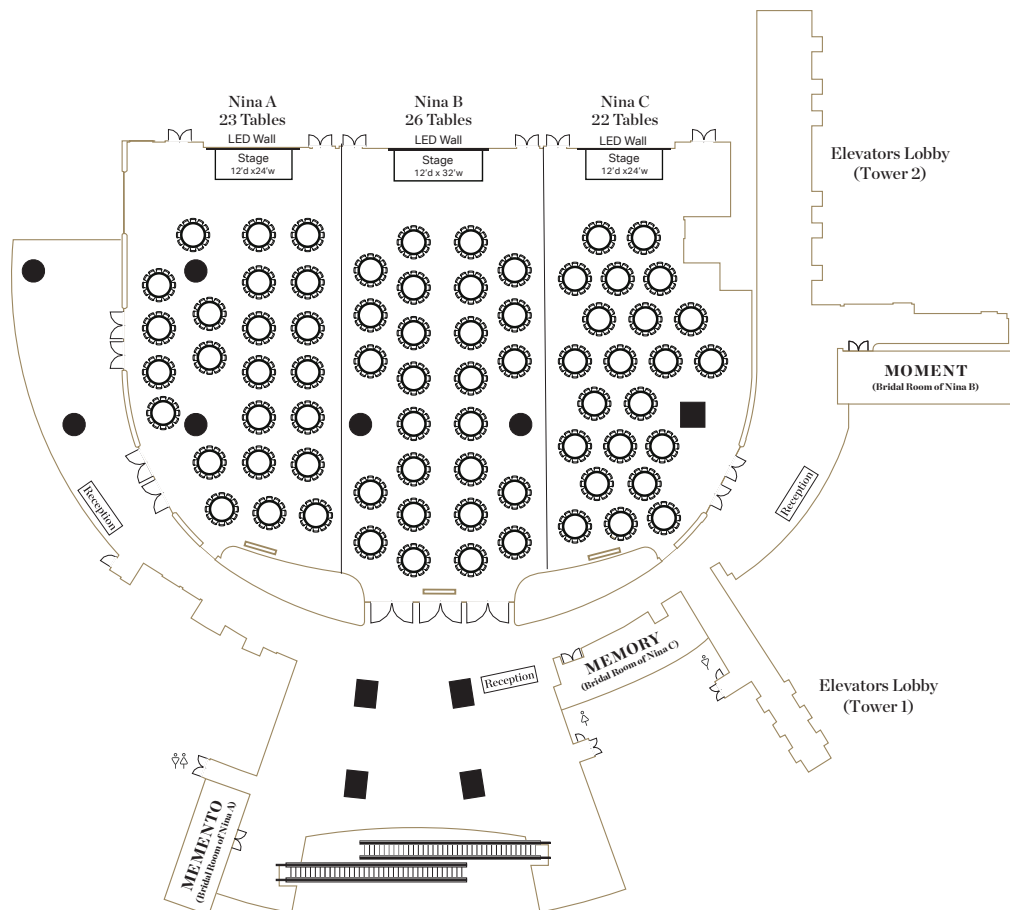 Nina A
23 Tables
LED Wall
Stage
12'd x24'w
Nina B
26 Tables
LED Wall
Stage
12'd x 32'w
Nina C
22 Tables
LED Wall
Stage
12'd x24'w
Elevators Lobby
(Tower 2)
MOMENT
(Bridal Room of Nina B)
Reception
Reception
MEMORY
(Bridal Room of Nina C)
Reception
Elevators Lobby
(Tower 1)
MEMENTO
(Bridal Room of Nina A)